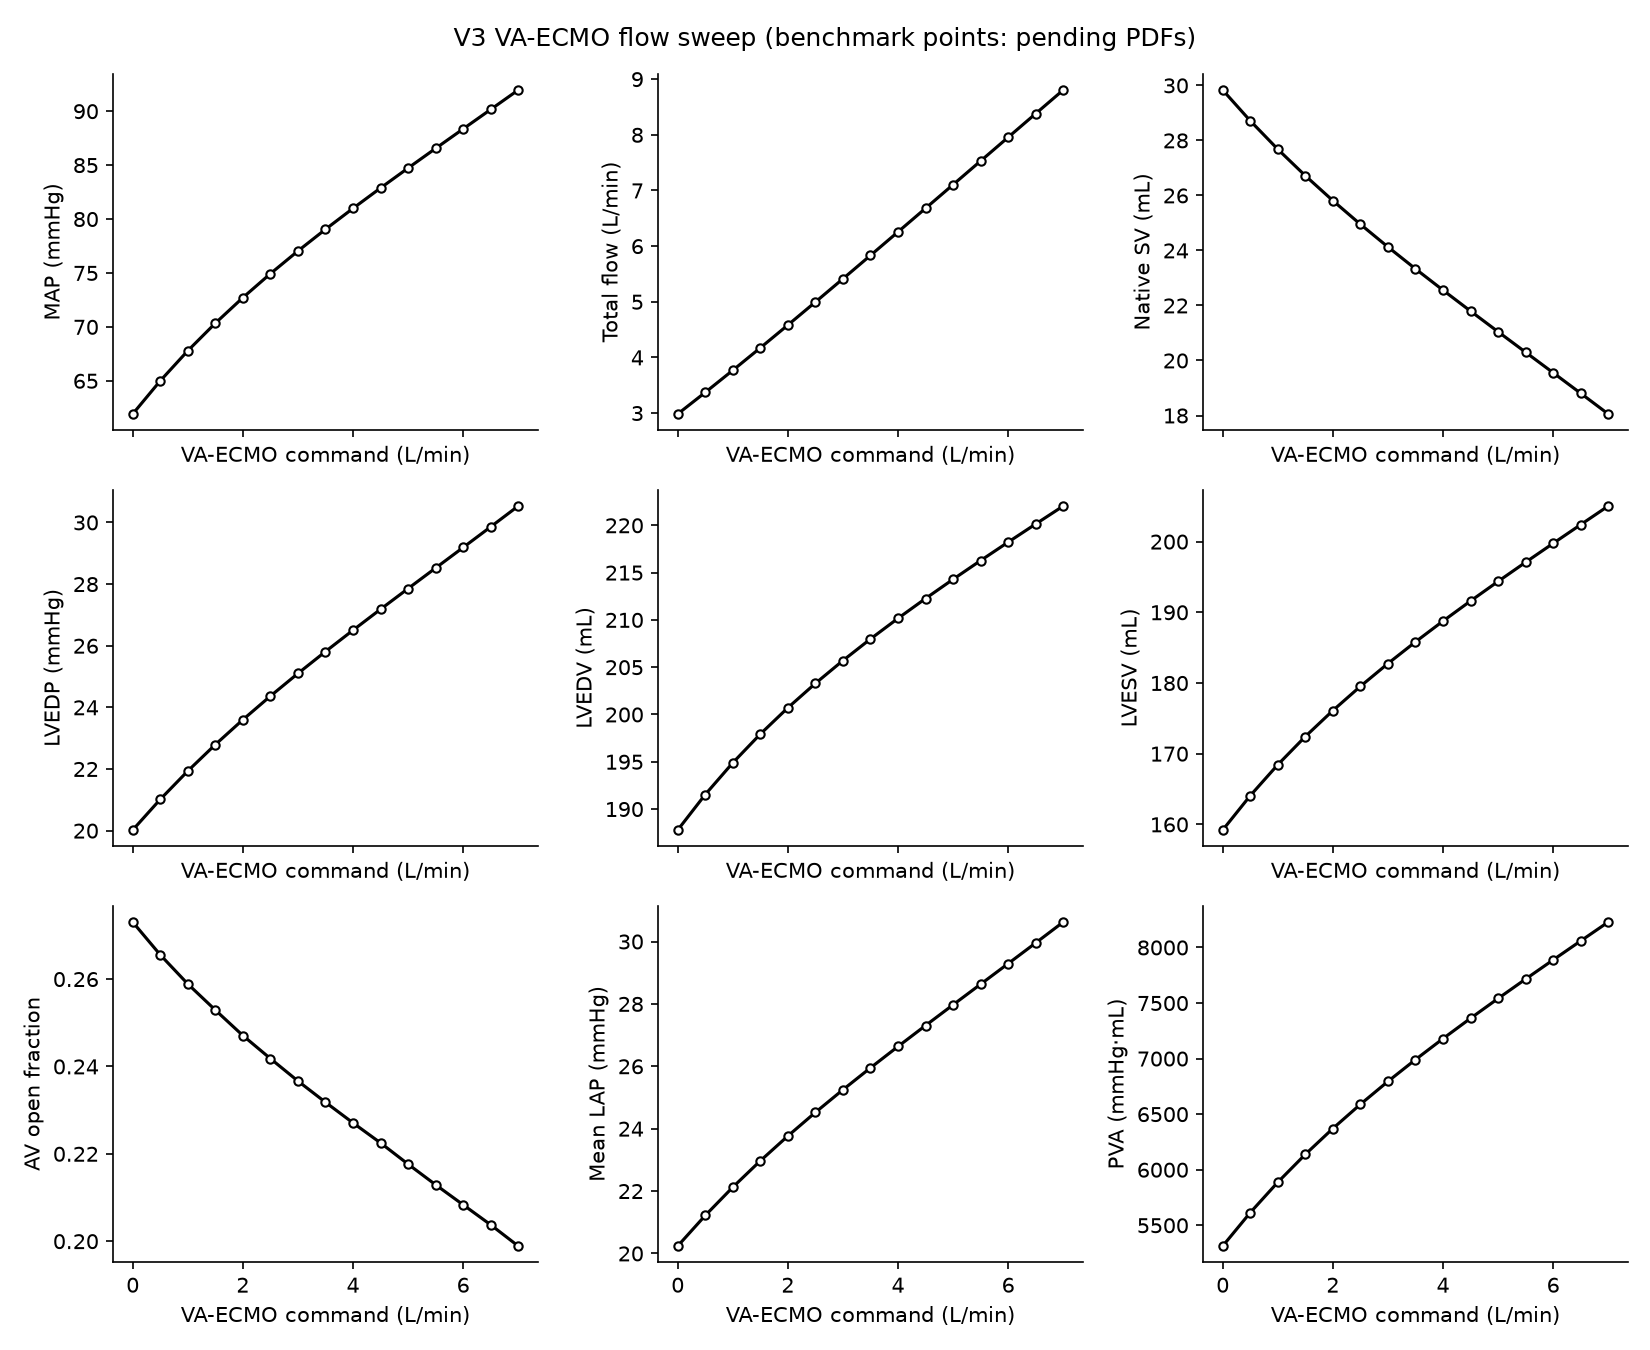 V3 VA-ECMO flow sweep (benchmark points: pending PDFs)
MAP (mmHg)
90
85
80
75
70
65
VA-ECMO command (L/min)
Total flow (L/min)
9
8
7
6
5
4
3
VA-ECMO command (L/min)
Native SV (mL)
30
28
26
24
22
20
18
VA-ECMO command (L/min)
LVEDP (mmHg)
30
28
26
24
22
20
VA-ECMO command (L/min)
LVEDV (mL)
220
215
210
205
200
195
190
VA-ECMO command (L/min)
LVESV (mL)
200
190
180
170
160
VA-ECMO command (L/min)
AV open fraction
0.26
0.24
0.22
0.20
0 2 4 6
VA-ECMO command (L/min)
Mean LAP (mmHg)
30
28
26
24
22
20
0 2 4 6
VA-ECMO command (L/min)
PVA (mmHg·mL)
8000
7500
7000
6500
6000
5500
0 2 4 6
VA-ECMO command (L/min)